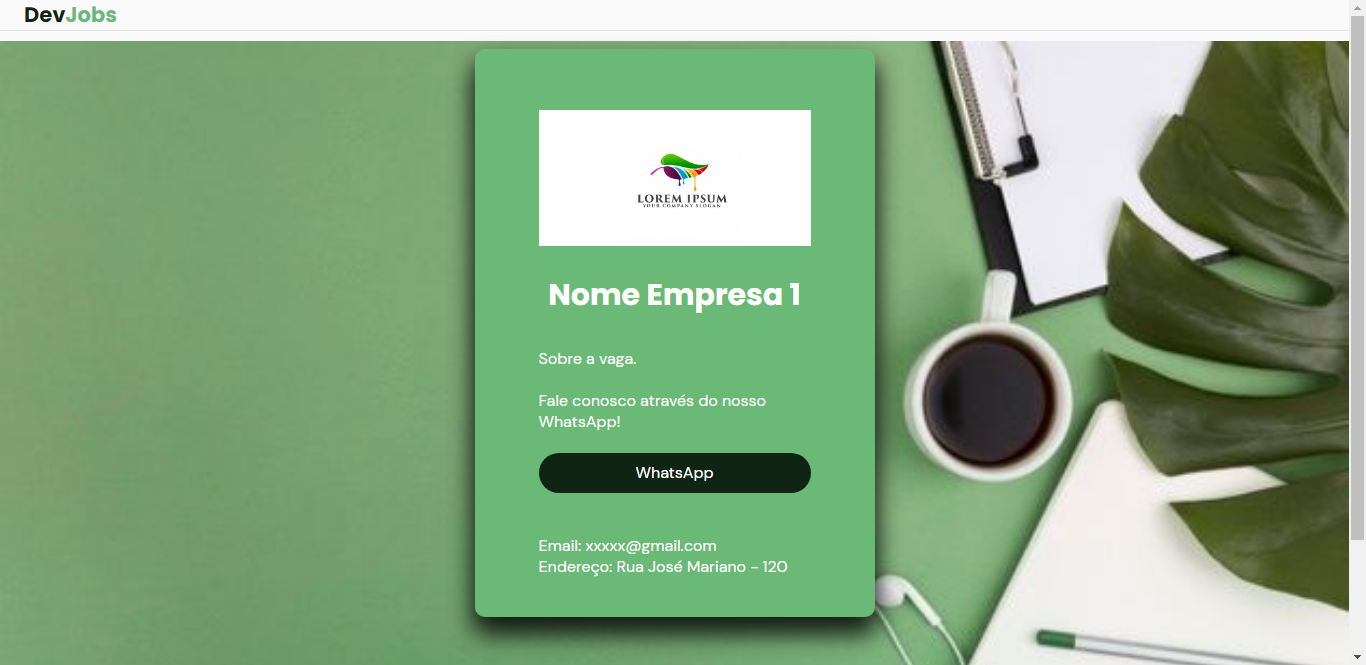 DevJobs
LOREM IPSUM
YOUR COMPANY SLOGAN
Nome Empresa 1
Sobre a vaga.
Fale conosco através do nosso
WhatsApp!
WhatsApp
Email: xxxxx@gmail.com
Endereço: Rua José Mariano - 120